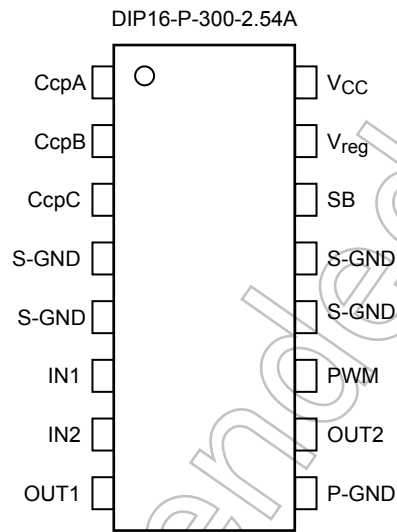 DIP16-P-300-2.54A
CcpA VCC
CcpB Vreg
CcpC SB
S-GND S-GND
S-GND S-GND
IN1 PWM
IN2 OUT2
OUT1 P-GND
ended